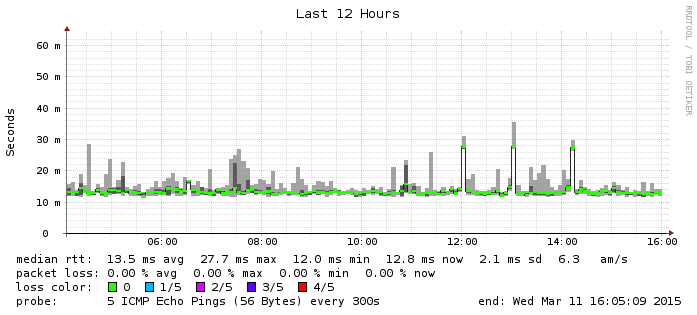 Last 12 Hours
RRDTOOL / TOBI OETIKER
Seconds
60 m
50 m
40 m
30 m
20 m
10 m
0
06:00 08:00 10:00 12:00 14:00 16:00
median rtt: 13.5 ms avg 27.7 ms max 12.0 ms min 12.8 ms now 2.1 ms sd 6.3 am/s
packet loss: 0.00 % avg 0.00 % max 0.00 % min 0.00 % now
loss color: 0 1/5 2/5 3/5 4/5
probe: 5 ICMP Echo Pings (56 Bytes) every 300s end: Wed Mar 11 16:05:09 2015